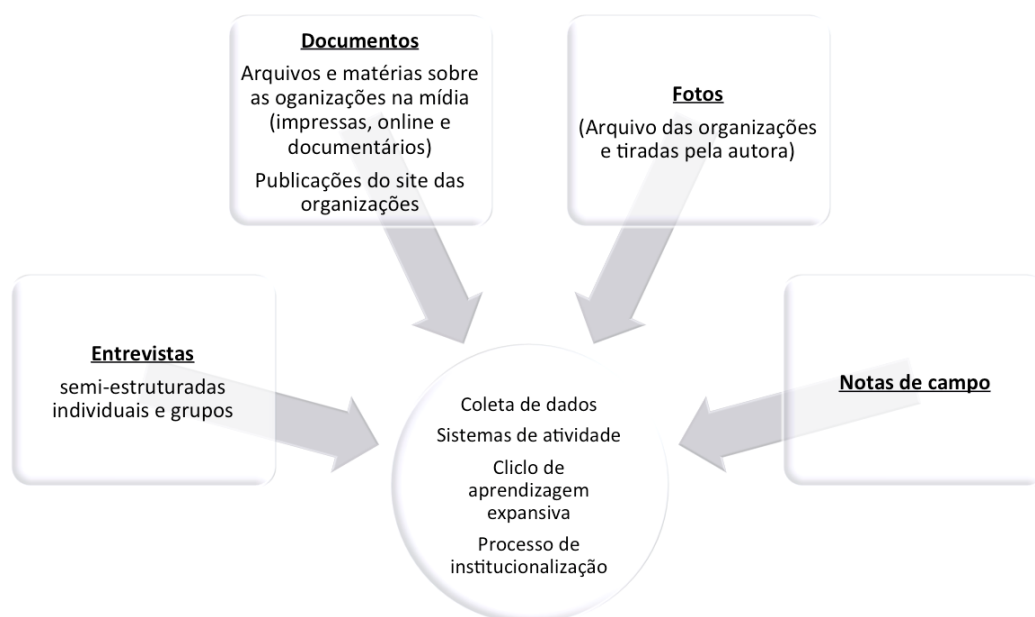 Documentos
Arquivos e matérias sobre
as oganizações na mídia
(impressas, online e
documentários)
Publicações do site das
organizações
Fotos
(Arquivo das organizações
e tiradas pela autora)
Entrevistas
semi-estruturadas
individuais e grupos
Notas de campo
Coleta de dados
Sistemas de atividade
Cliclo de
aprendizagem
expansiva
Processo de
institucionalização